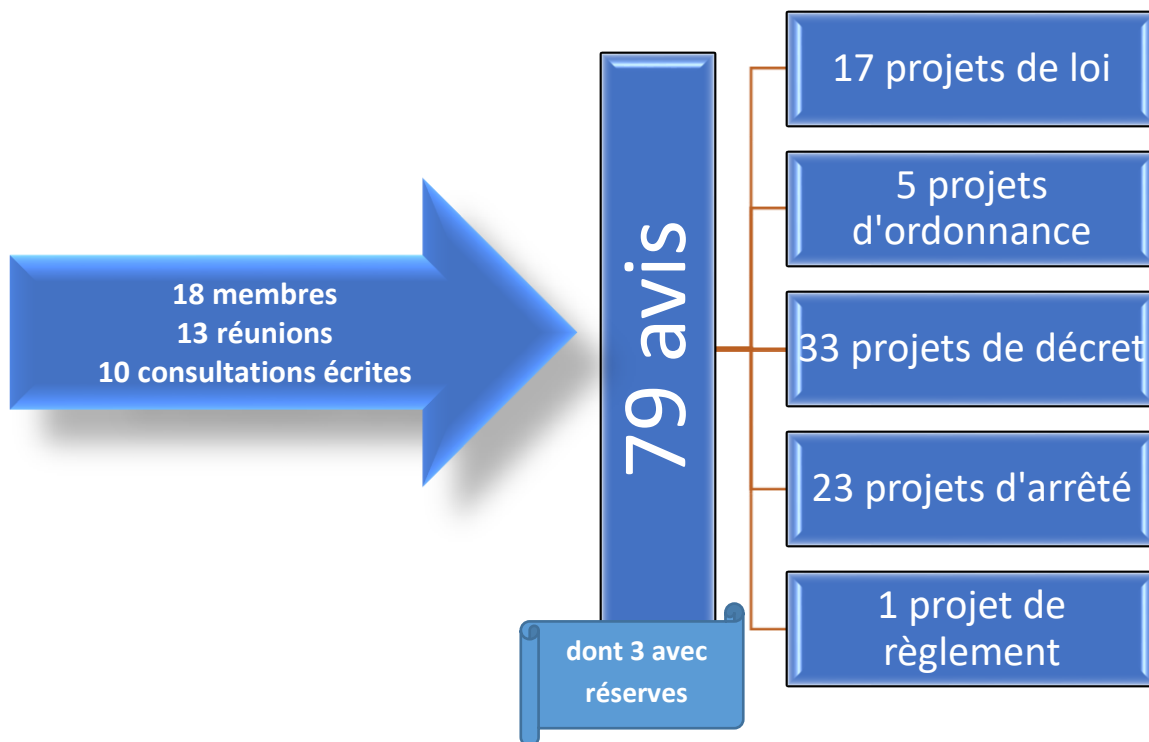 18 membres
13 réunions
10 consultations écrites
79 avis
dont 3 avec
réserves
17 projets de loi
5 projets
d'ordonnance
33 projets de décret
23 projets d'arrêté
1 projet de
règlement